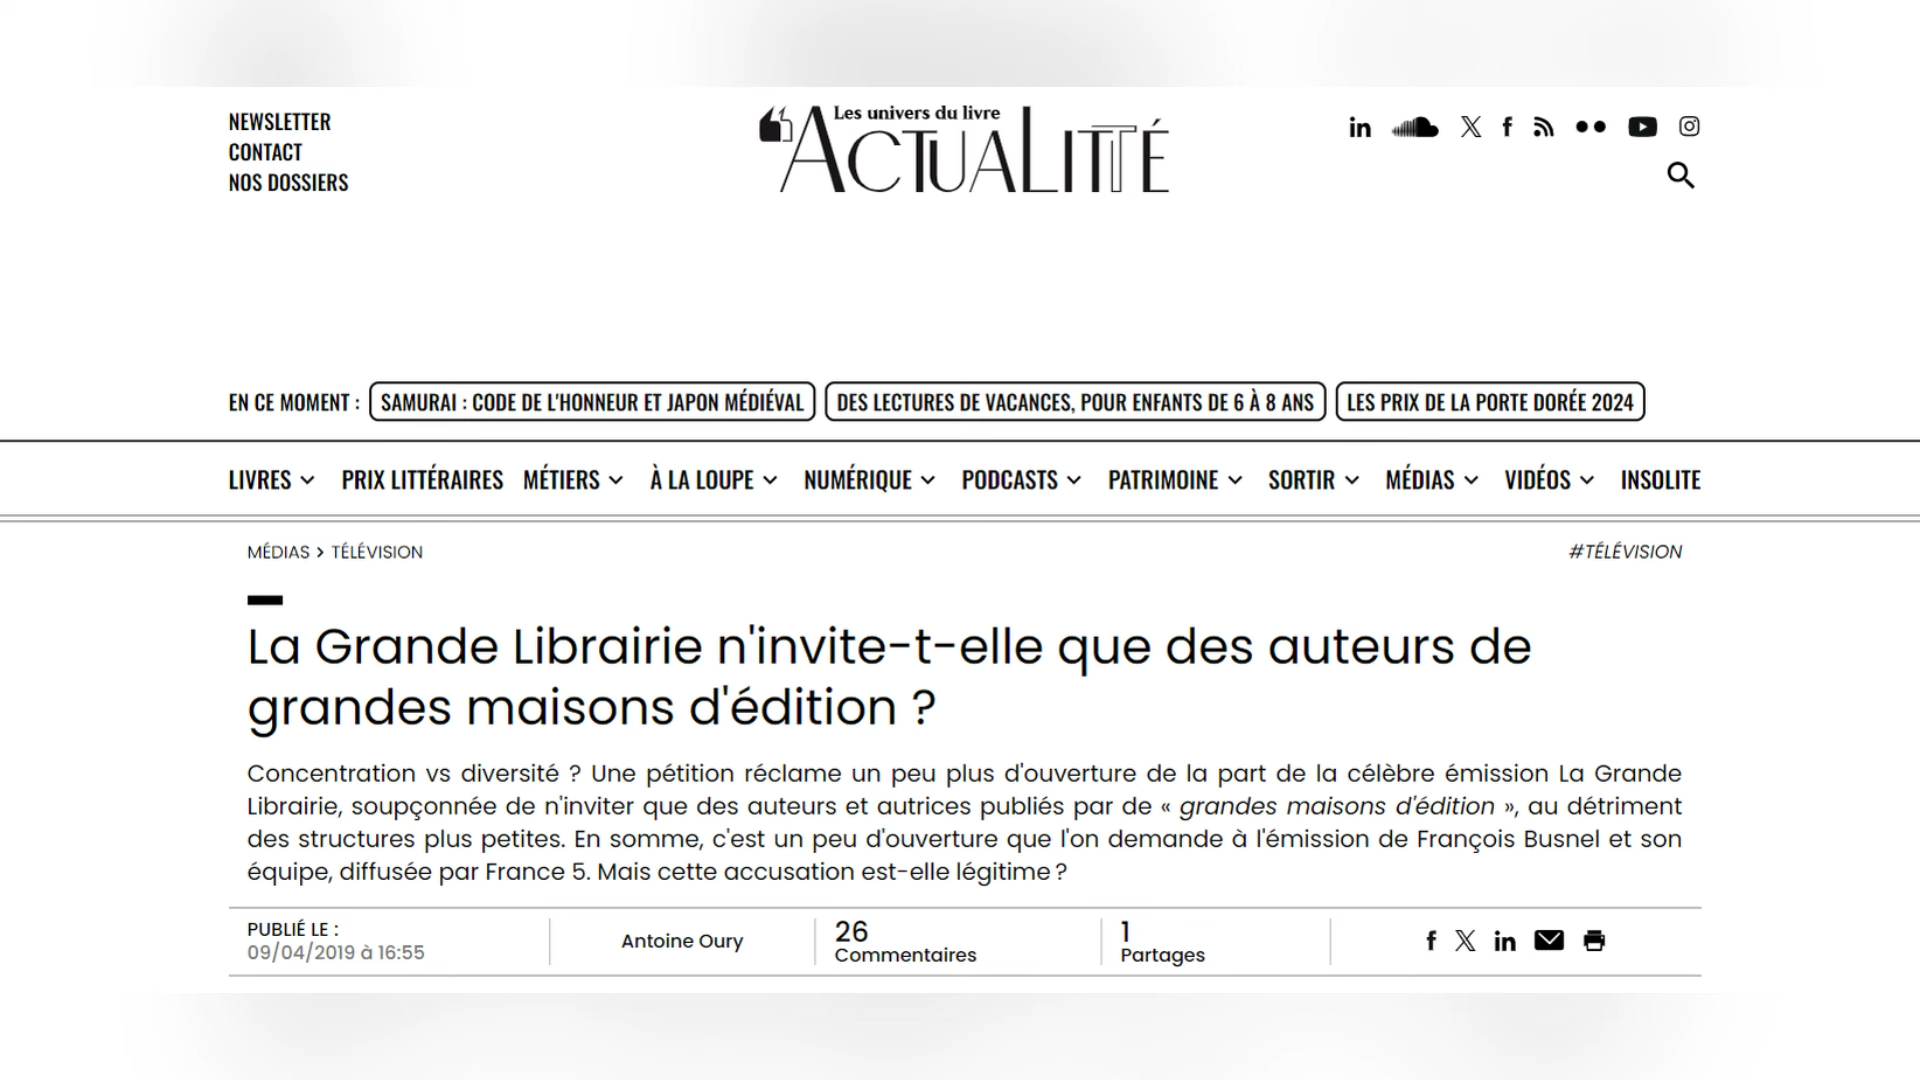 NEWSLETTER
CONTACT
NOS DOSSIERS
Les univers du livre
ACTUALITTÉ
EN CE MOMENT :
SAMURAI : CODE DE L'HONNEUR ET JAPON MÉDIÉVAL
DES LECTURES DE VACANCES, POUR ENFANTS DE 6 À 8 ANS
LES PRIX DE LA PORTE DORÉE 2024
LIVRES PRIX LITTÉRAIRES MÉTIERS À LA LOUPE NUMÉRIQUE PODCASTS PATRIMOINE SORTIR MÉDIAS VIDÉOS INSOLITE
MÉDIAS > TÉLÉVISION
#TÉLÉVISION
La Grande Librairie n'invite-t-elle que des auteurs de
grandes maisons d'édition ?
Concentration vs diversité ? Une pétition réclame un peu plus d'ouverture de la part de la célèbre émission La Grande
Librairie, soupçonnée de n'inviter que des auteurs et autrices publiés par de « grandes maisons d'édition », au détriment
des structures plus petites. En somme, c'est un peu d'ouverture que l'on demande à l'émission de François Busnel et son
équipe, diffusée par France 5. Mais cette accusation est-elle légitime ?
PUBLIÉ LE :
09/04/2019 à 16:55
Antoine Oury
26
Commentaires
1
Partages